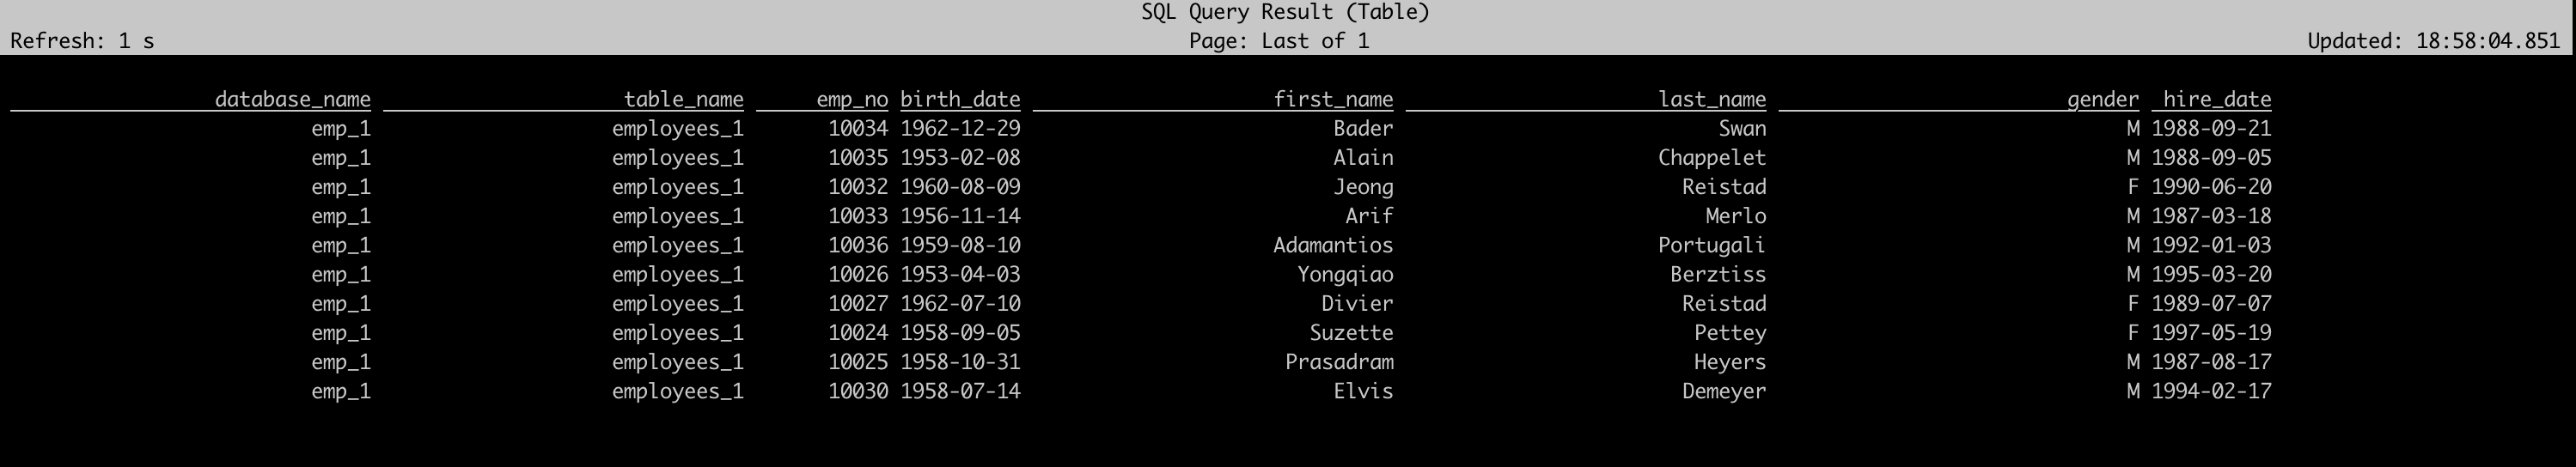 SQL Query Result (Table)
Refresh: 1 s Page: Last of 1 Updated: 18:58:04.851
database_name table_name emp_no birth_date first_name last_name gender hire_date
emp_1 employees_1 10034 1962-12-29 Bader Swan M 1988-09-21
emp_1 employees_1 10035 1953-02-08 Alain Chappelet M 1988-09-05
emp_1 employees_1 10032 1960-08-09 Jeong Reistad F 1990-06-20
emp_1 employees_1 10033 1956-11-14 Arif Merlo M 1987-03-18
emp_1 employees_1 10036 1959-08-10 Adamantios Portugali M 1992-01-03
emp_1 employees_1 10026 1953-04-03 Yongqiao Berztiss M 1995-03-20
emp_1 employees_1 10027 1962-07-10 Divier Reistad F 1989-07-07
emp_1 employees_1 10024 1958-09-05 Suzette Pettey F 1997-05-19
emp_1 employees_1 10025 1958-10-31 Prasadram Heyers M 1987-08-17
emp_1 employees_1 10030 1958-07-14 Elvis Demeyer M 1994-02-17